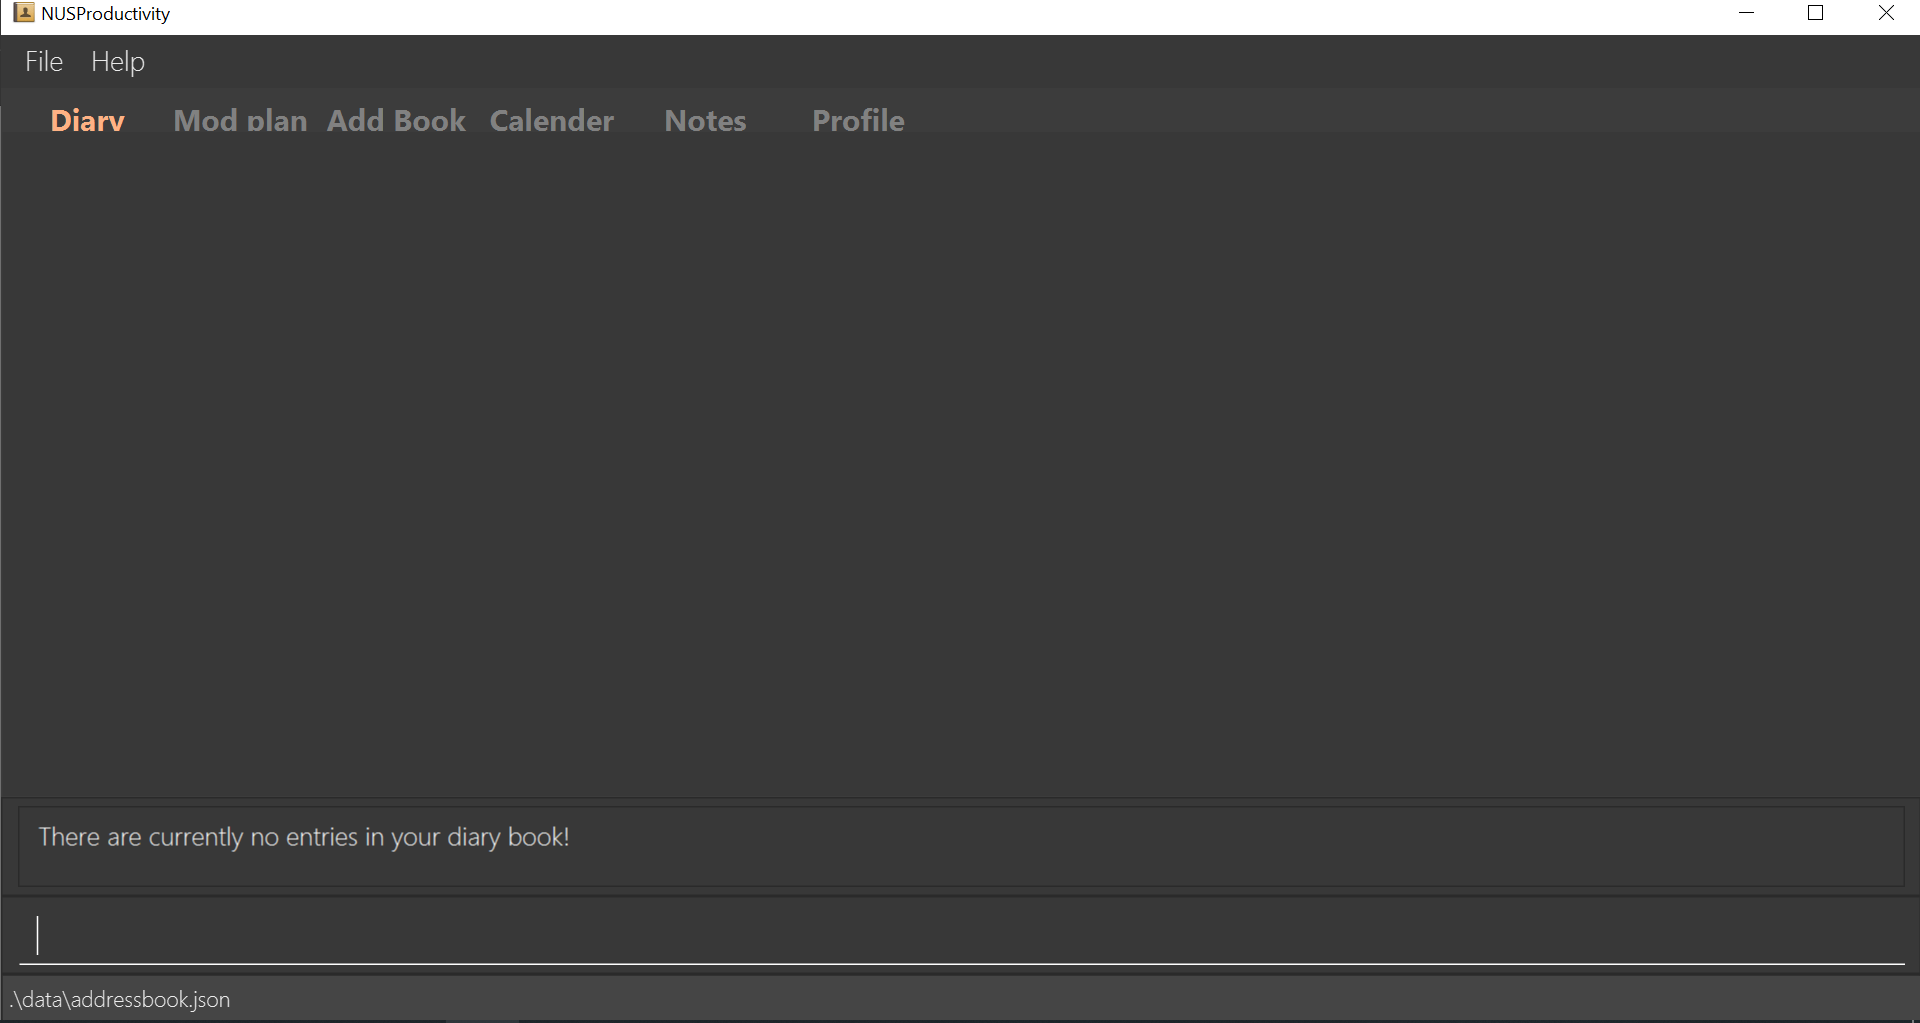 NUSProductivity
File Help
Diary Mod plan Add Book Calender Notes Profile
There are currently no entries in your diary book!
.\data\addressbook.json